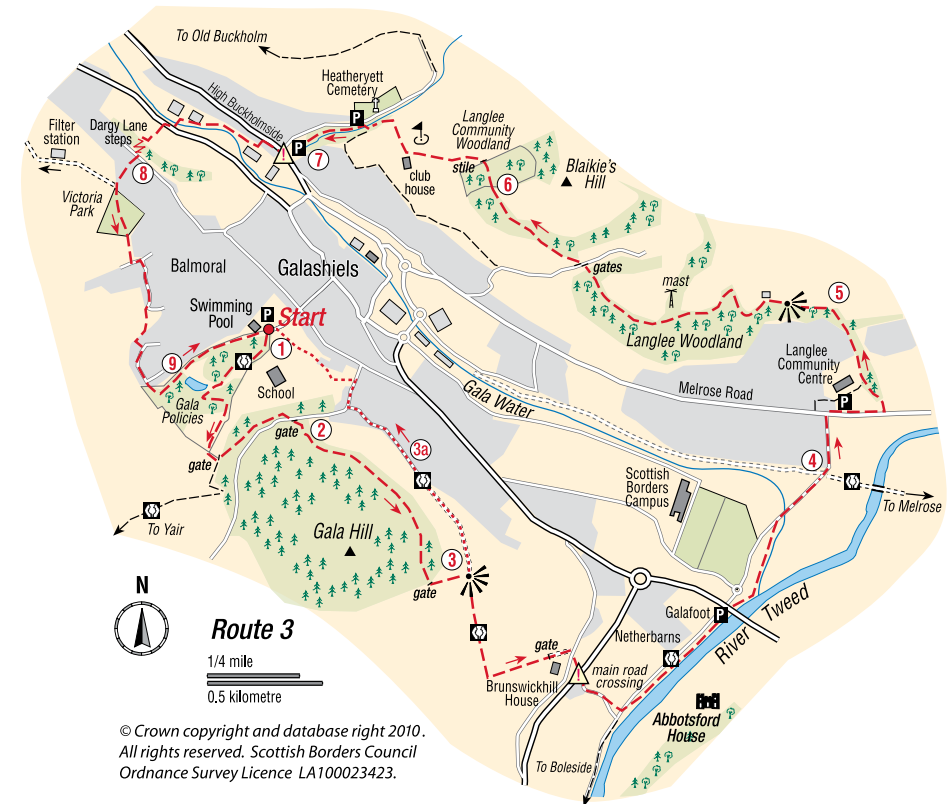 To Old Buckholm
Heatheryett
Cemetery
High Buckholmside
P
P
Langlee
Community
Woodland
Filter
station
Dargy Lane
steps
!
7
club
house
stile
6
Blaikie's
Hill
8
Victoria
Park
Balmoral
Galashiels
gates
mast
5
Swimming
Pool
P
Start
1
Langlee Woodland
Langlee
Community
Centre
P
9
School
Gala
Policies
Gala Water
Melrose Road
gate
2
gate
3a
4
Scottish
Borders
Campus
To Melrose
To Yair
Gala Hill
3
gate
N
Route 3
1/4 mile
0.5 kilometre
Galafoot
P
River Tweed
Netherbarns
gate
!
main road
crossing
Brunswickhill
House
Abbotsford
House
To Boleside
© Crown copyright and database right 2010.
All rights reserved. Scottish Borders Council
Ordnance Survey Licence LA100023423.